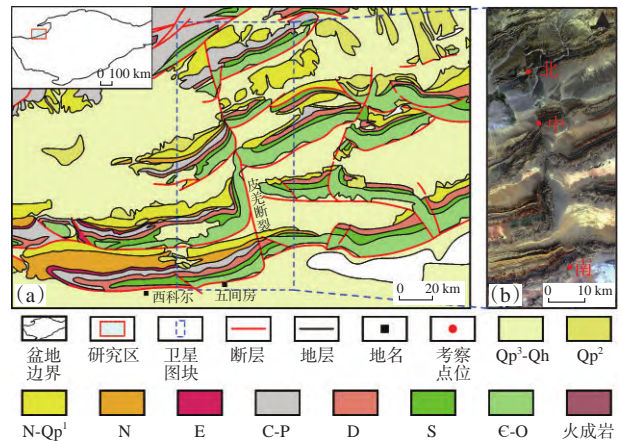 0 100 km
皮羌断裂
西科尔
五间房
(a)
0 20 km
北
中
南
(b)
0 10 km
盆地
边界
研究区
卫星
图块
断层
地层
地名
考察
点位
Qp³-Qh
Qp²
N-Qp¹
N
E
C-P
D
S
Є-O
火成岩